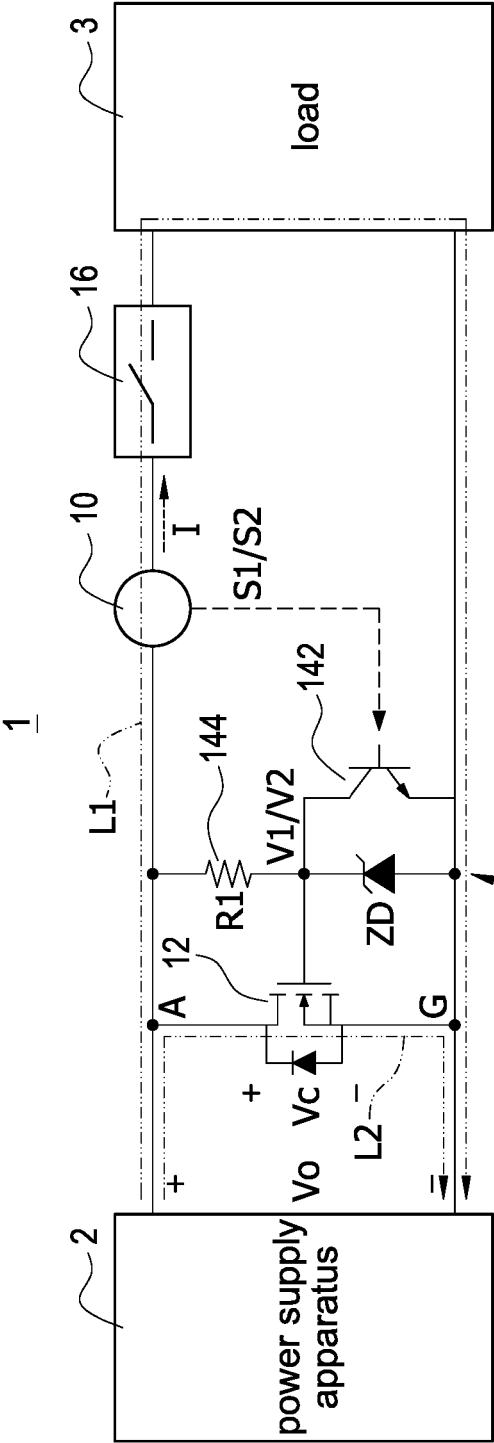 1
2
power supply
apparatus
+
Vo
−
L1
L2
A
+
Vc
−
G
12
144
R1
V1/V2
ZD
142
S1/S2
10
I
16
3
load